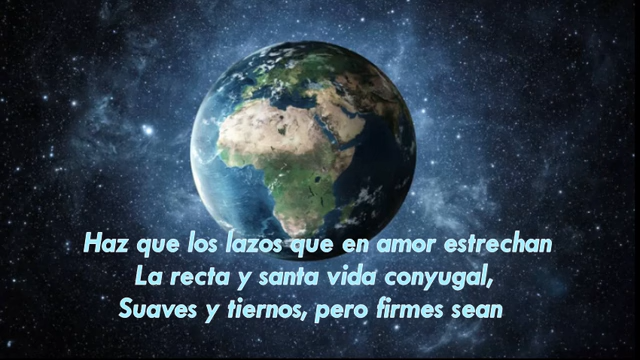 Haz que los lazos que en amor estrechan
La recta y santa vida conyugal,
Suaves y tiernos, pero firmes sean